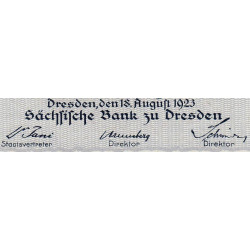 Dresden, den 18. August 1923
Sächsische Bank zu Dresden
Staatsvertreter Direktor Direktor